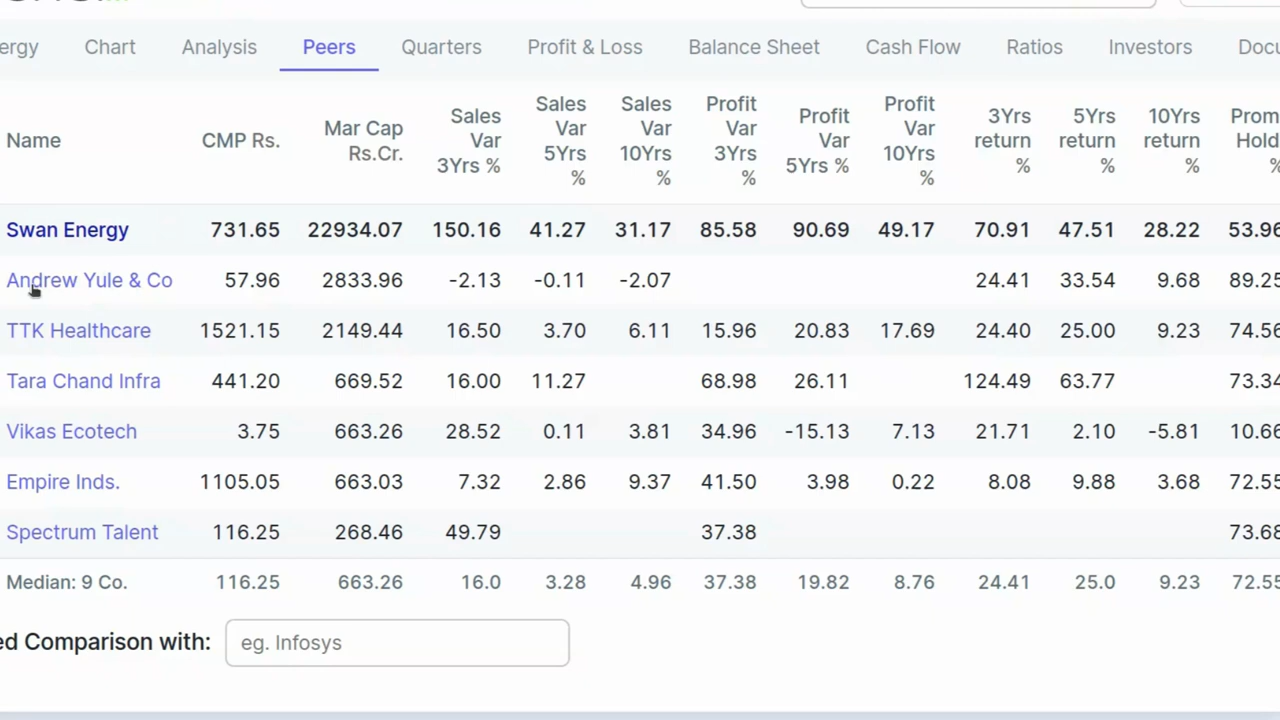 ergy Chart Analysis Peers Quarters Profit & Loss Balance Sheet Cash Flow Ratios Investors Docu
Name CMP Rs. Mar Cap Rs.Cr. Sales Var 3Yrs % Sales Var 5Yrs % Sales Var 10Yrs % Profit Var 3Yrs % Profit Var 5Yrs % Profit Var 10Yrs % 3Yrs return % 5Yrs return % 10Yrs return % Prom Hold %
Swan Energy 731.65 22934.07 150.16 41.27 31.17 85.58 90.69 49.17 70.91 47.51 28.22 53.96
Andrew Yule & Co 57.96 2833.96 -2.13 -0.11 -2.07 24.41 33.54 9.68 89.25
TTK Healthcare 1521.15 2149.44 16.50 3.70 6.11 15.96 20.83 17.69 24.40 25.00 9.23 74.56
Tara Chand Infra 441.20 669.52 16.00 11.27 68.98 26.11 124.49 63.77 73.34
Vikas Ecotech 3.75 663.26 28.52 0.11 3.81 34.96 -15.13 7.13 21.71 2.10 -5.81 10.66
Empire Inds. 1105.05 663.03 7.32 2.86 9.37 41.50 3.98 0.22 8.08 9.88 3.68 72.55
Spectrum Talent 116.25 268.46 49.79 37.38 73.68
Median: 9 Co. 116.25 663.26 16.0 3.28 4.96 37.38 19.82 8.76 24.41 25.0 9.23 72.55
ed Comparison with: eg. Infosys